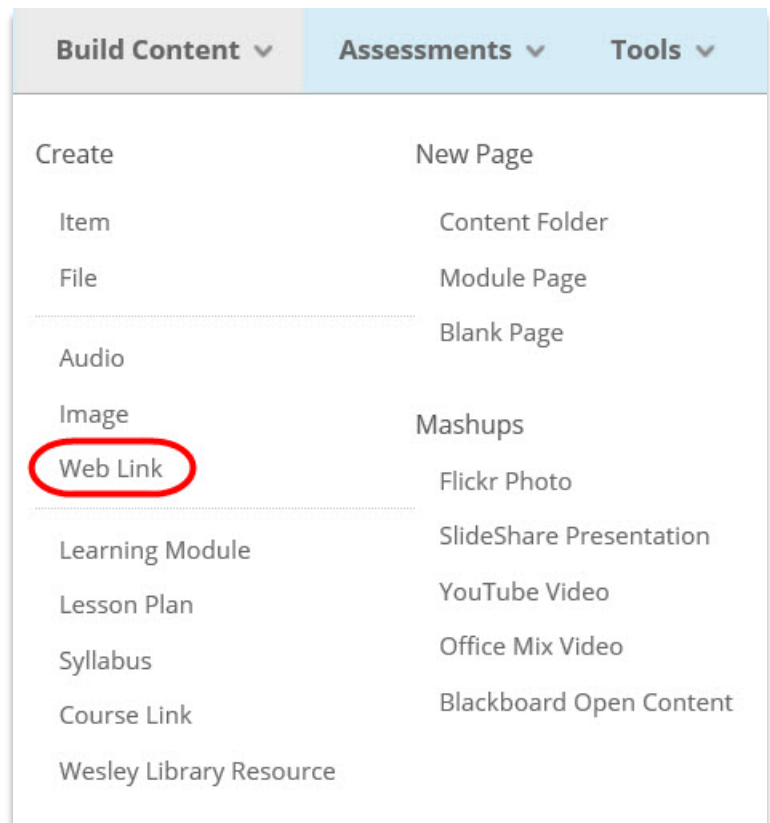 Build Content Assessments Tools
Create
Item
File
Audio
Image
Web Link
Learning Module
Lesson Plan
Syllabus
Course Link
Wesley Library Resource
New Page
Content Folder
Module Page
Blank Page
Mashups
Flickr Photo
SlideShare Presentation
YouTube Video
Office Mix Video
Blackboard Open Content